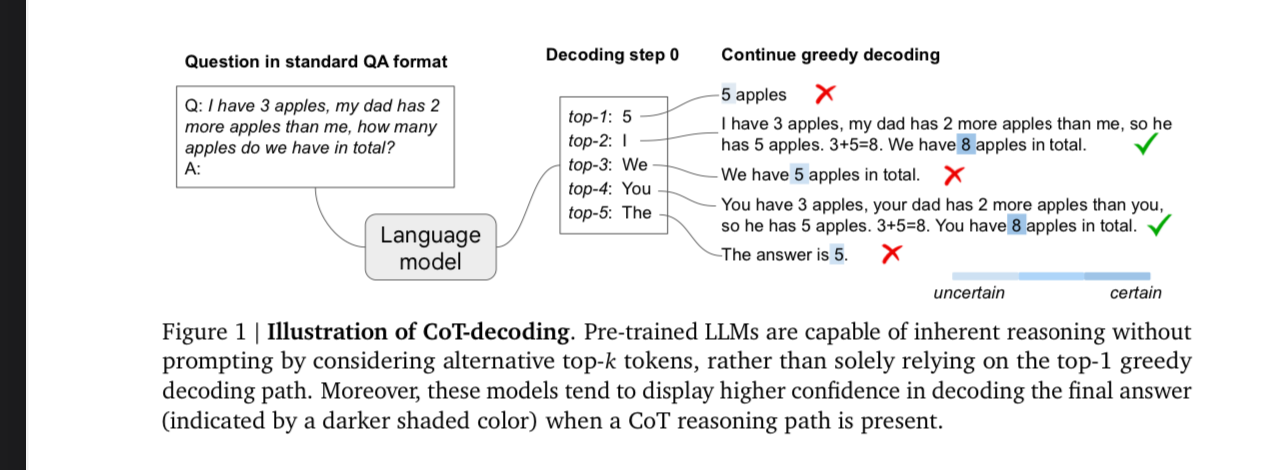 Question in standard QA format
Q: I have 3 apples, my dad has 2
more apples than me, how many
apples do we have in total?
A:
Language
model
Decoding step 0
top-1: 5
top-2: I
top-3: We
top-4: You
top-5: The
Continue greedy decoding
5 apples
I have 3 apples, my dad has 2 more apples than me, so he
has 5 apples. 3+5=8. We have 8 apples in total.
We have 5 apples in total.
You have 3 apples, your dad has 2 more apples than you,
so he has 5 apples. 3+5=8. You have 8 apples in total.
The answer is 5.
uncertain certain
Figure 1 | Illustration of CoT-decoding. Pre-trained LLMs are capable of inherent reasoning without
prompting by considering alternative top-k tokens, rather than solely relying on the top-1 greedy
decoding path. Moreover, these models tend to display higher confidence in decoding the final answer
(indicated by a darker shaded color) when a CoT reasoning path is present.